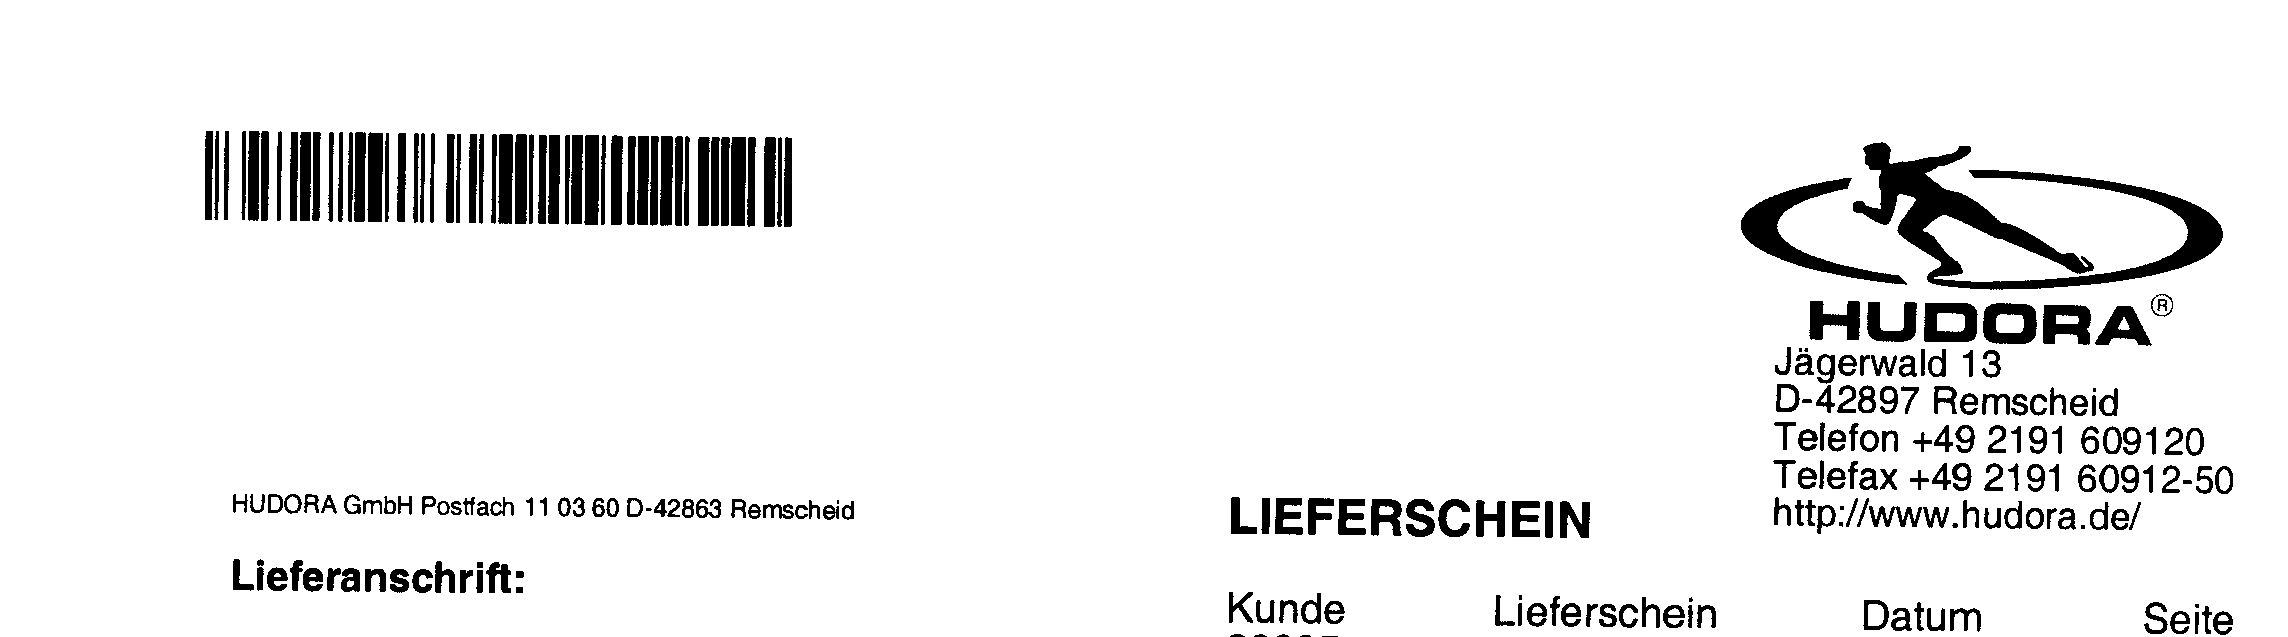 HUDORA®
Jägerwald 13
D-42897 Remscheid
Telefon +49 2191 609120
Telefax +49 2191 60912-50
http://www.hudora.de/
HUDORA GmbH Postfach 11 03 60 D-42863 Remscheid
LIEFERSCHEIN
Lieferanschrift:
Kunde Lieferschein Datum Seite